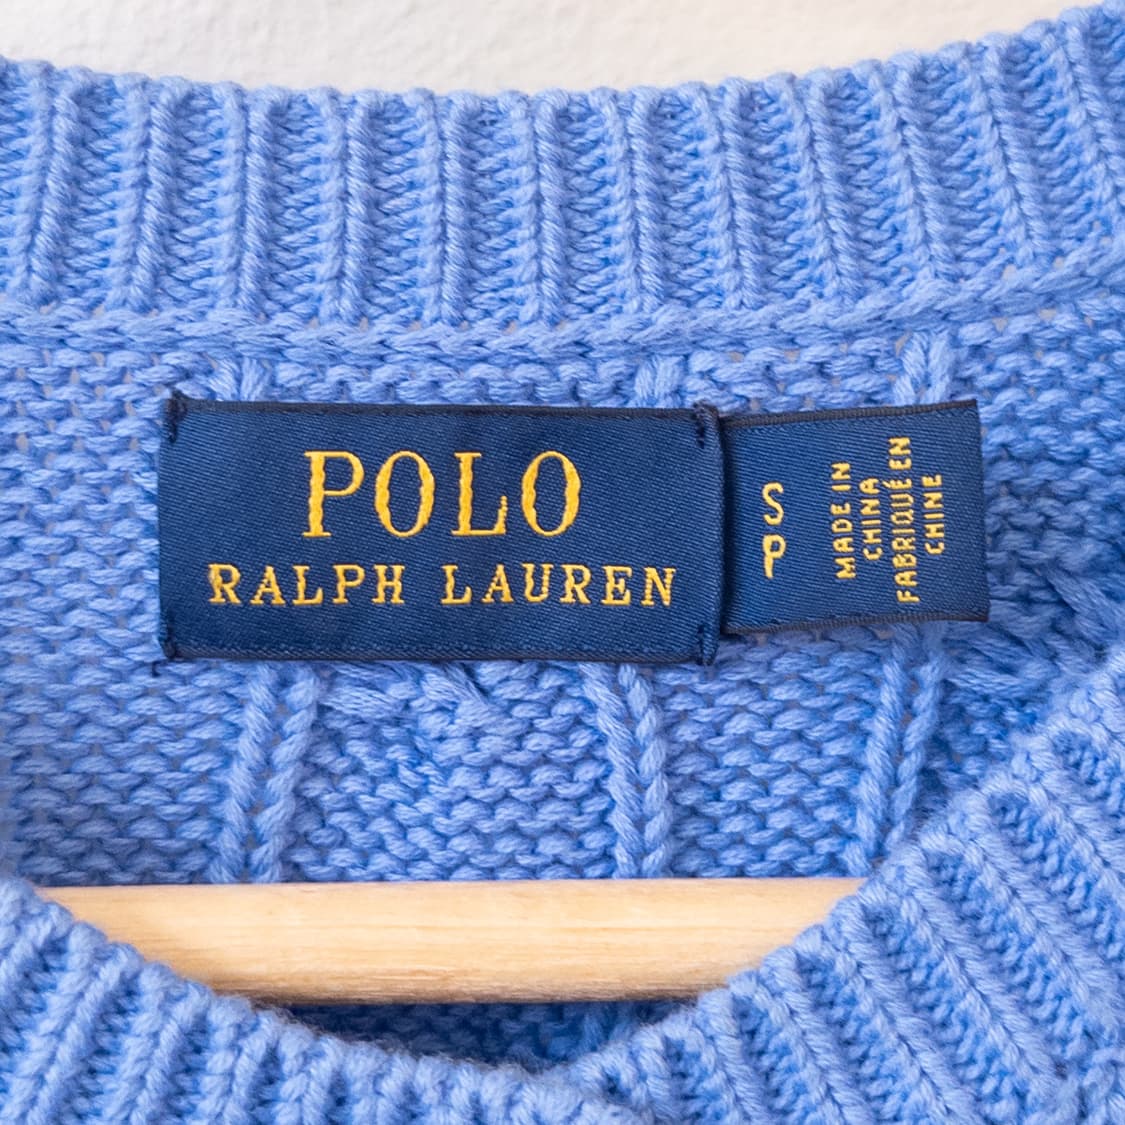 POLO
RALPH LAUREN
S
P
MADE IN
CHINA
FABRIQUÉ EN
CHINE